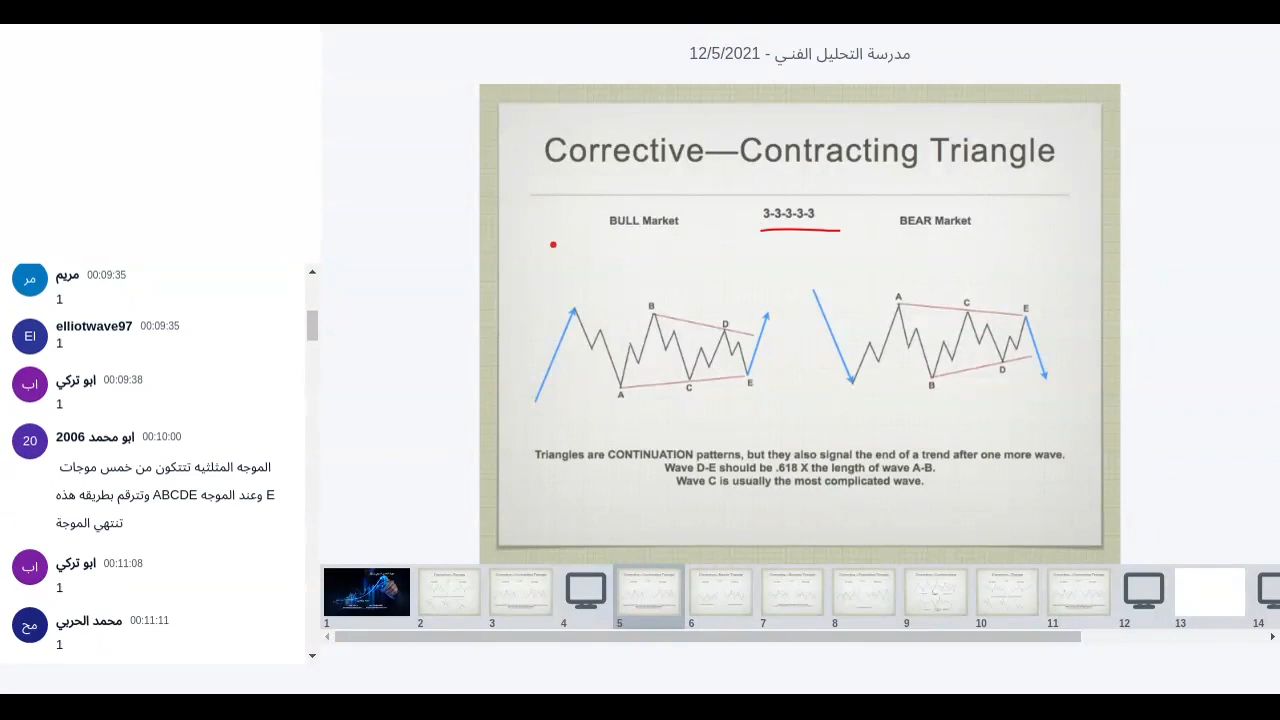 مدرسة التحليل الفني - 12/5/2021
Corrective—Contracting Triangle
BULL Market
3-3-3-3-3
BEAR Market
A
B
C
D
E
A
B
C
D
E
Triangles are CONTINUATION patterns, but they also signal the end of a trend after one more wave.
Wave D-E should be .618 X the length of wave A-B.
Wave C is usually the most complicated wave.
مر
مريم 00:09:35
1
El
elliotwave97 00:09:35
1
اب
ابو تركي 00:09:38
1
20
ابو محمد 2006 00:10:00
الموجه المثلثيه تتتكون من خمس موجات
وتترقم بطريقه هذه ABCDE وعند الموجه E
تنتهي الموجة
اب
ابو تركي 00:11:08
1
مح
محمد الحربي 00:11:11
1
1
2
3
4
5
6
7
8
9
10
11
12
13
14